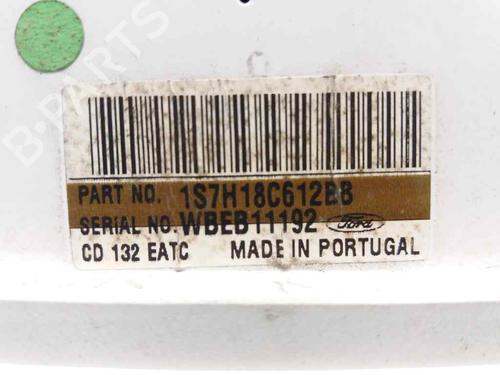 B-PARTS
PART NO. 1S7H18C612BB
SERIAL NO. WBEB11192 Ford
CD 132 EATC MADE IN PORTUGAL